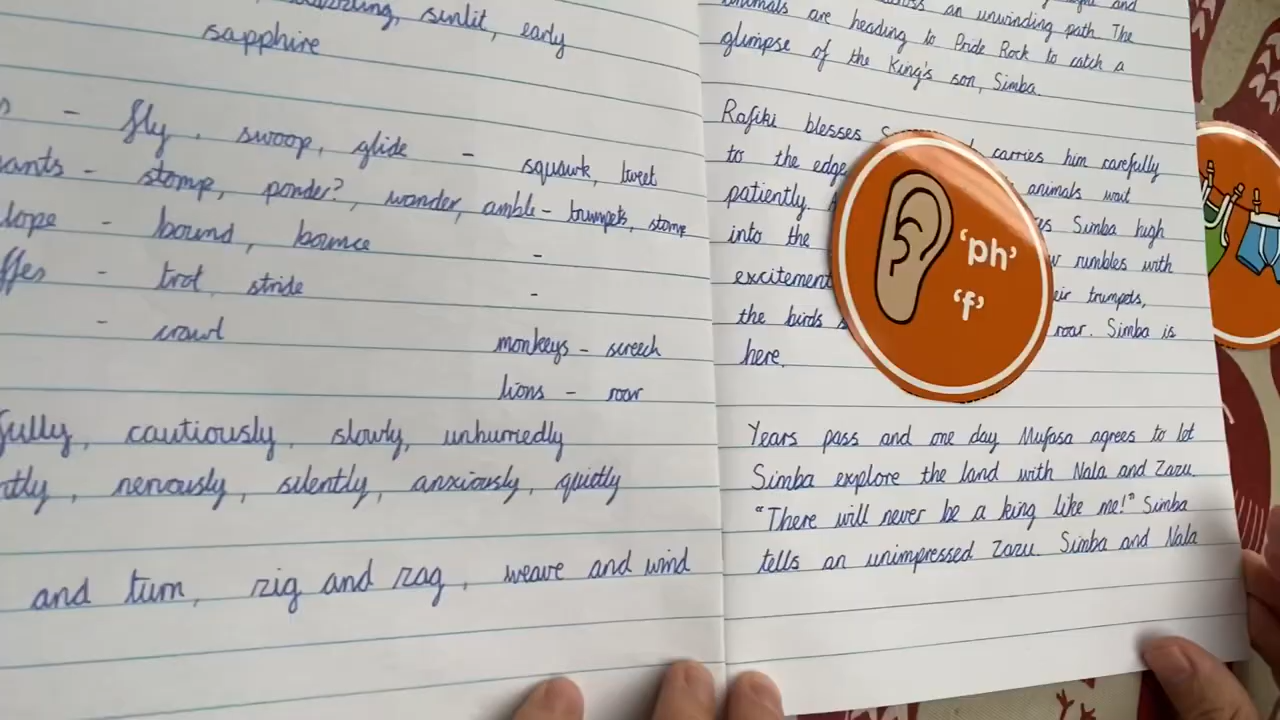 sunlit, early
sapphire
- fly, swoop, glide - squawk, tweet
- stomp, ponder?, wander, amble - trumpets, stomp
- bound, bounce -
- trot, stride -
- crawl
monkeys - screech
lions - roar
cautiously, slowly, unhurriedly
nervously, silently, anxiously, quietly
and turn, zig and zag, weave and wind
an unwinding path The
animals are heading to Pride Rock to catch a
glimpse of the King's son, Simba.
Rafiki blesses carries him carefully
to the edge animals wait
patiently. Simba high
into the rumbles with
excitement trumpets,
the birds roar. Simba is
here.
Years pass and one day Mufasa agrees to let
Simba explore the land with Nala and Zazu.
"There will never be a king like me!" Simba
tells an unimpressed Zazu. Simba and Nala
'ph'
'f'